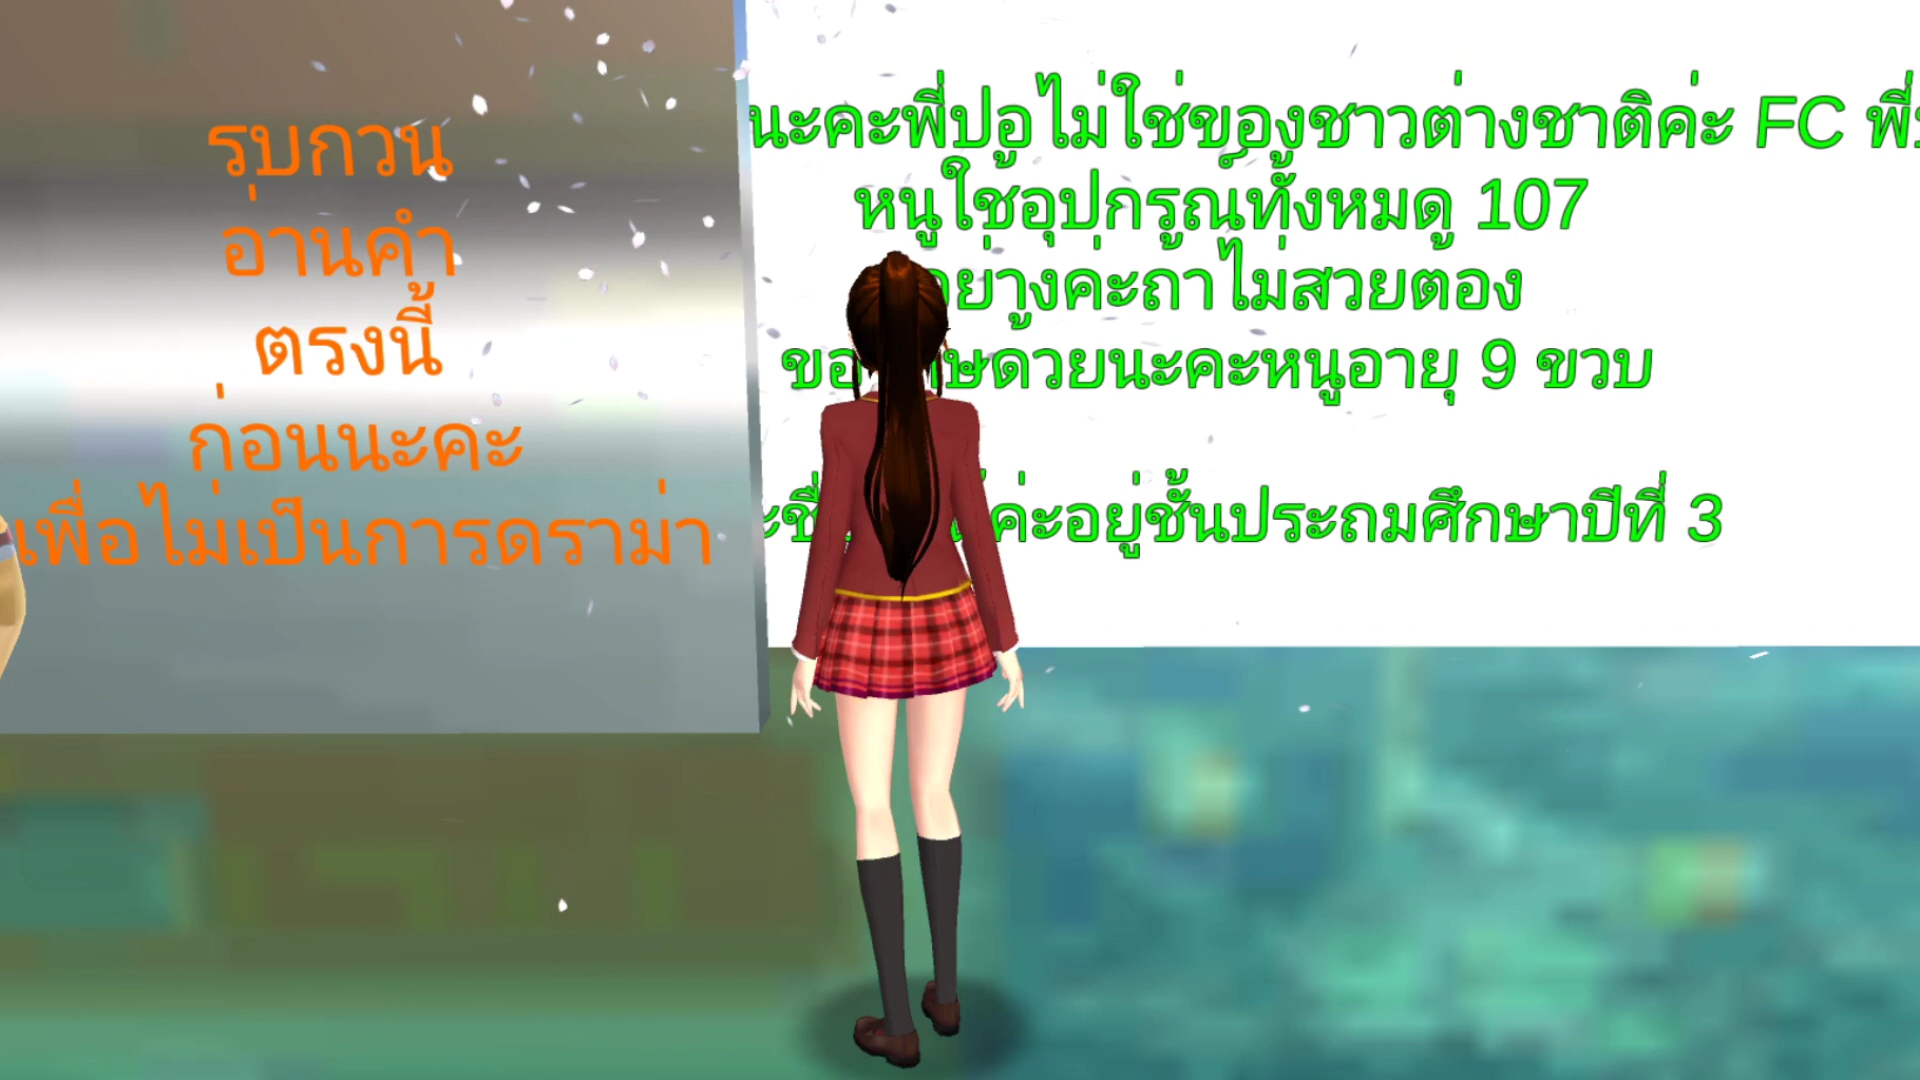 รบกวน
อ่านคำ
ตรงนี้
ก่อนนะคะ
เพื่อไม่เป็นการดราม่า
นะคะพี่ปอไม่ใช่ของชาวต่างชาติค่ะ FC
หนูใช้อุปกรณ์ทั้งหมด 107
ค่ะถ้าไม่สวยต้อง
ด้วยนะคะหนูอายุ 9 ขวบ
ค่ะอยู่ชั้นประถมศึกษาปีที่ 3